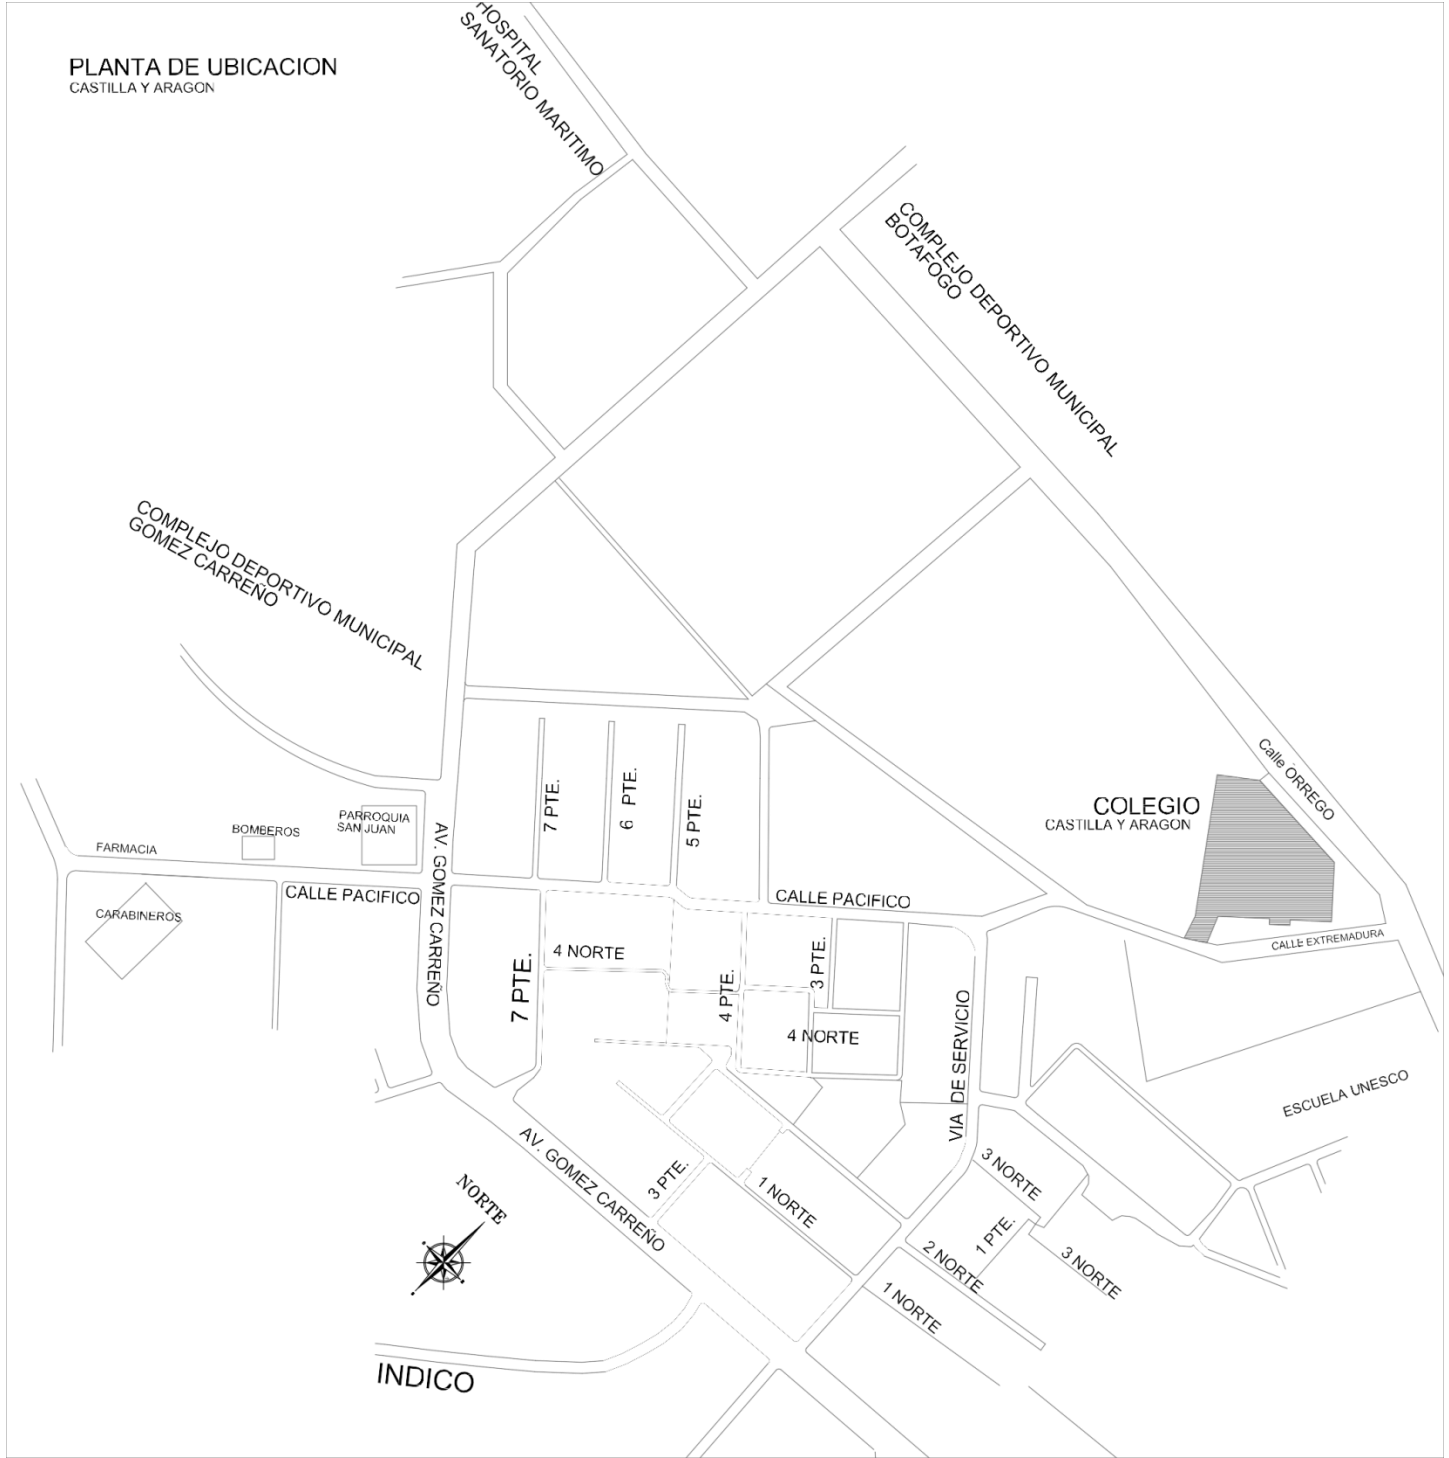 HOSPITAL
SANATORIO MARITIMO
PLANTA DE UBICACION
CASTILLA Y ARAGON
COMPLEJO DEPORTIVO MUNICIPAL
BOTAFOGO
COMPLEJO DEPORTIVO MUNICIPAL
GOMEZ CARREÑO
Calle ORREGO
7 PTE.
6 PTE.
5 PTE.
COLEGIO
CASTILLA Y ARAGON
PARROQUIA
SAN JUAN
BOMBEROS
FARMACIA
AV. GOMEZ CARREÑO
CALLE PACIFICO
CALLE PACIFICO
CARABINEROS
CALLE EXTREMADURA
4 NORTE
7 PTE.
4 PTE.
3 PTE.
4 NORTE
VIA DE SERVICIO
ESCUELA UNESCO
AV. GOMEZ CARREÑO
3 PTE.
1 NORTE
3 NORTE
1 PTE.
2 NORTE
3 NORTE
1 NORTE
NORTE
INDICO